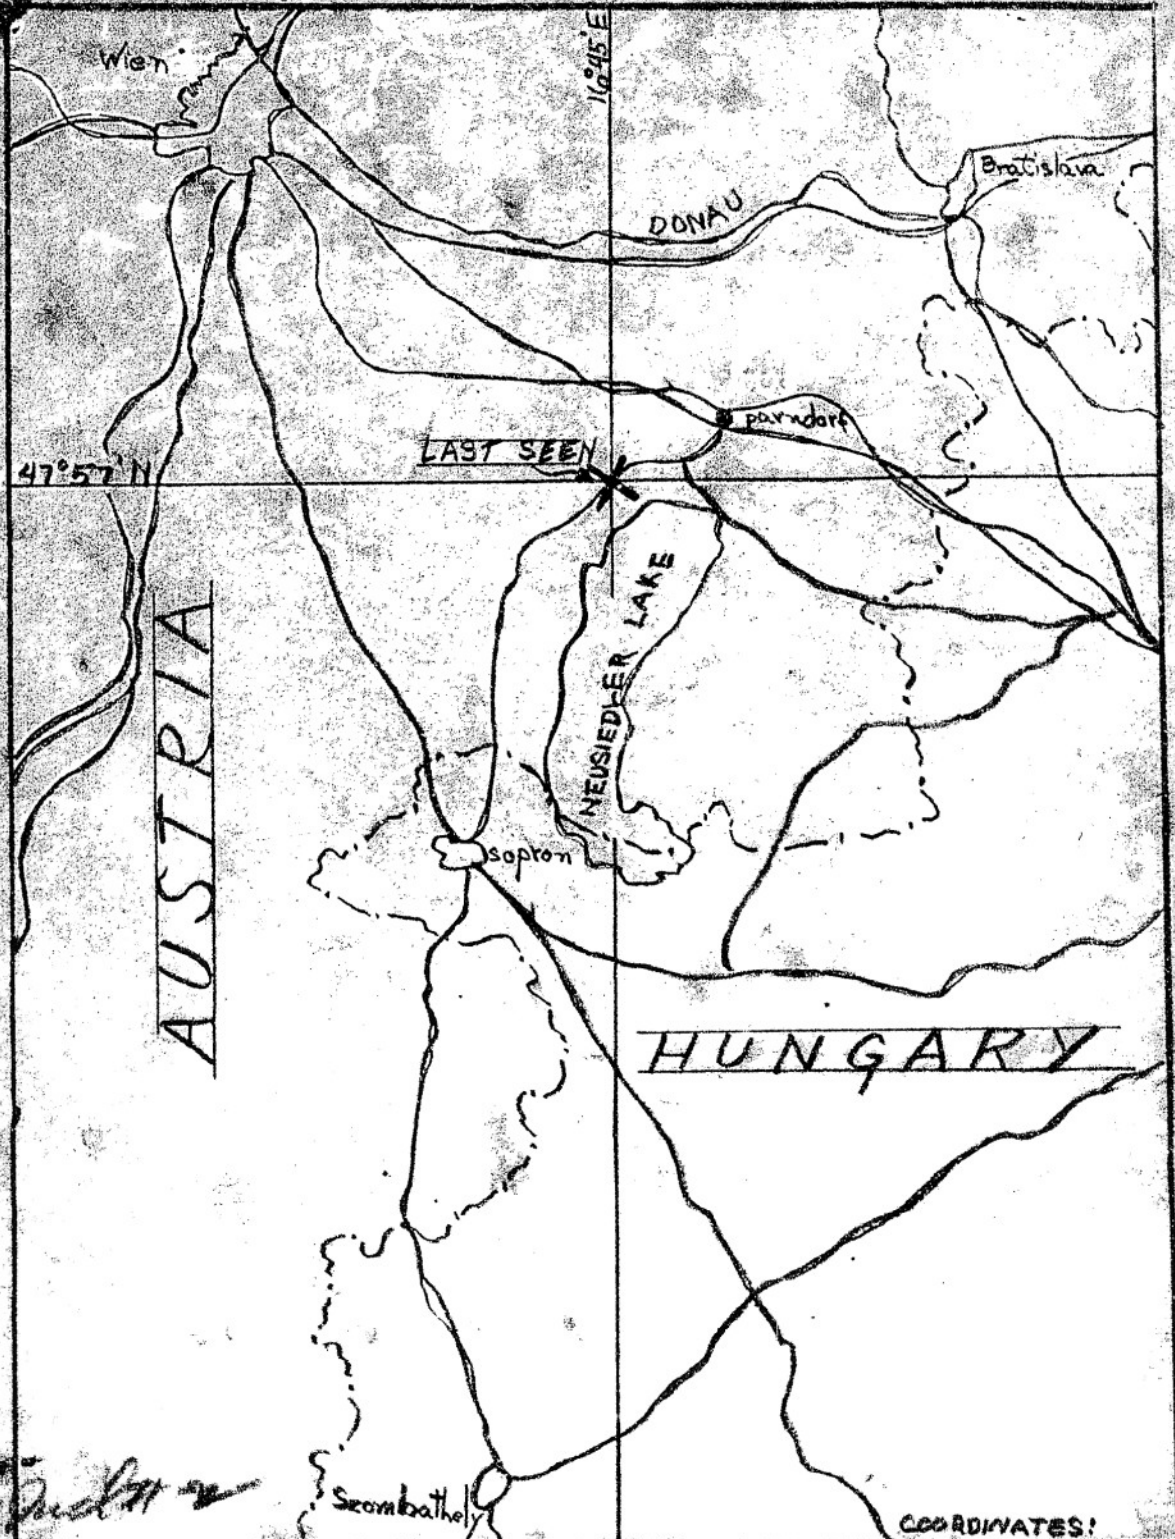 Wien
16°45'E
Bratislava
DONAU
parndorf
LAST SEEN
47°57'N
NEUSIEDLER LAKE
AUSTRIA
sopron
HUNGARY
Szombathely
COORDINATES: